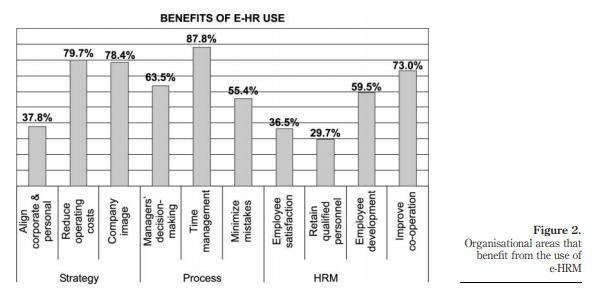 BENEFITS OF E-HR USE
87.8%
79.7%
78.4%
73.0%
63.5%
59.5%
55.4%
37.8%
36.5%
29.7%
Align
corporate &
personal
Reduce
operating
costs
Company
image
Managers'
decision-
making
Time
management
Minimize
mistakes
Employee
satisfaction
Retain
qualified
personnel
Employee
development
Improve
co-operation
Strategy
Process
HRM
Figure 2.
Organisational areas that
benefit from the use of
e-HRM